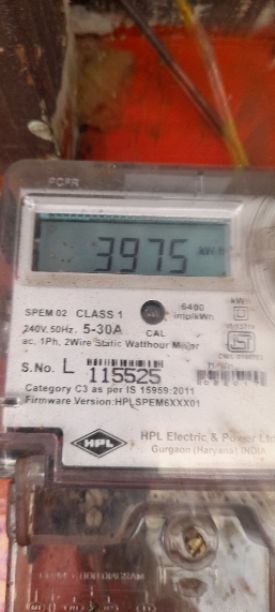 3975 kWh
SPEM 02 CLASS 1
6400 imp/kWh
kWh
240V. 50Hz. 5-30A
CAL
ac, 1Ph, 2Wire Static Watthour Meter
S.No. L 115525
Category C3 as per IS 15959:2011
Firmware Version:HPLSPEM6XXX01
HPL
HPL Electric & Power Ltd
Gurgaon (Haryana) INDIA